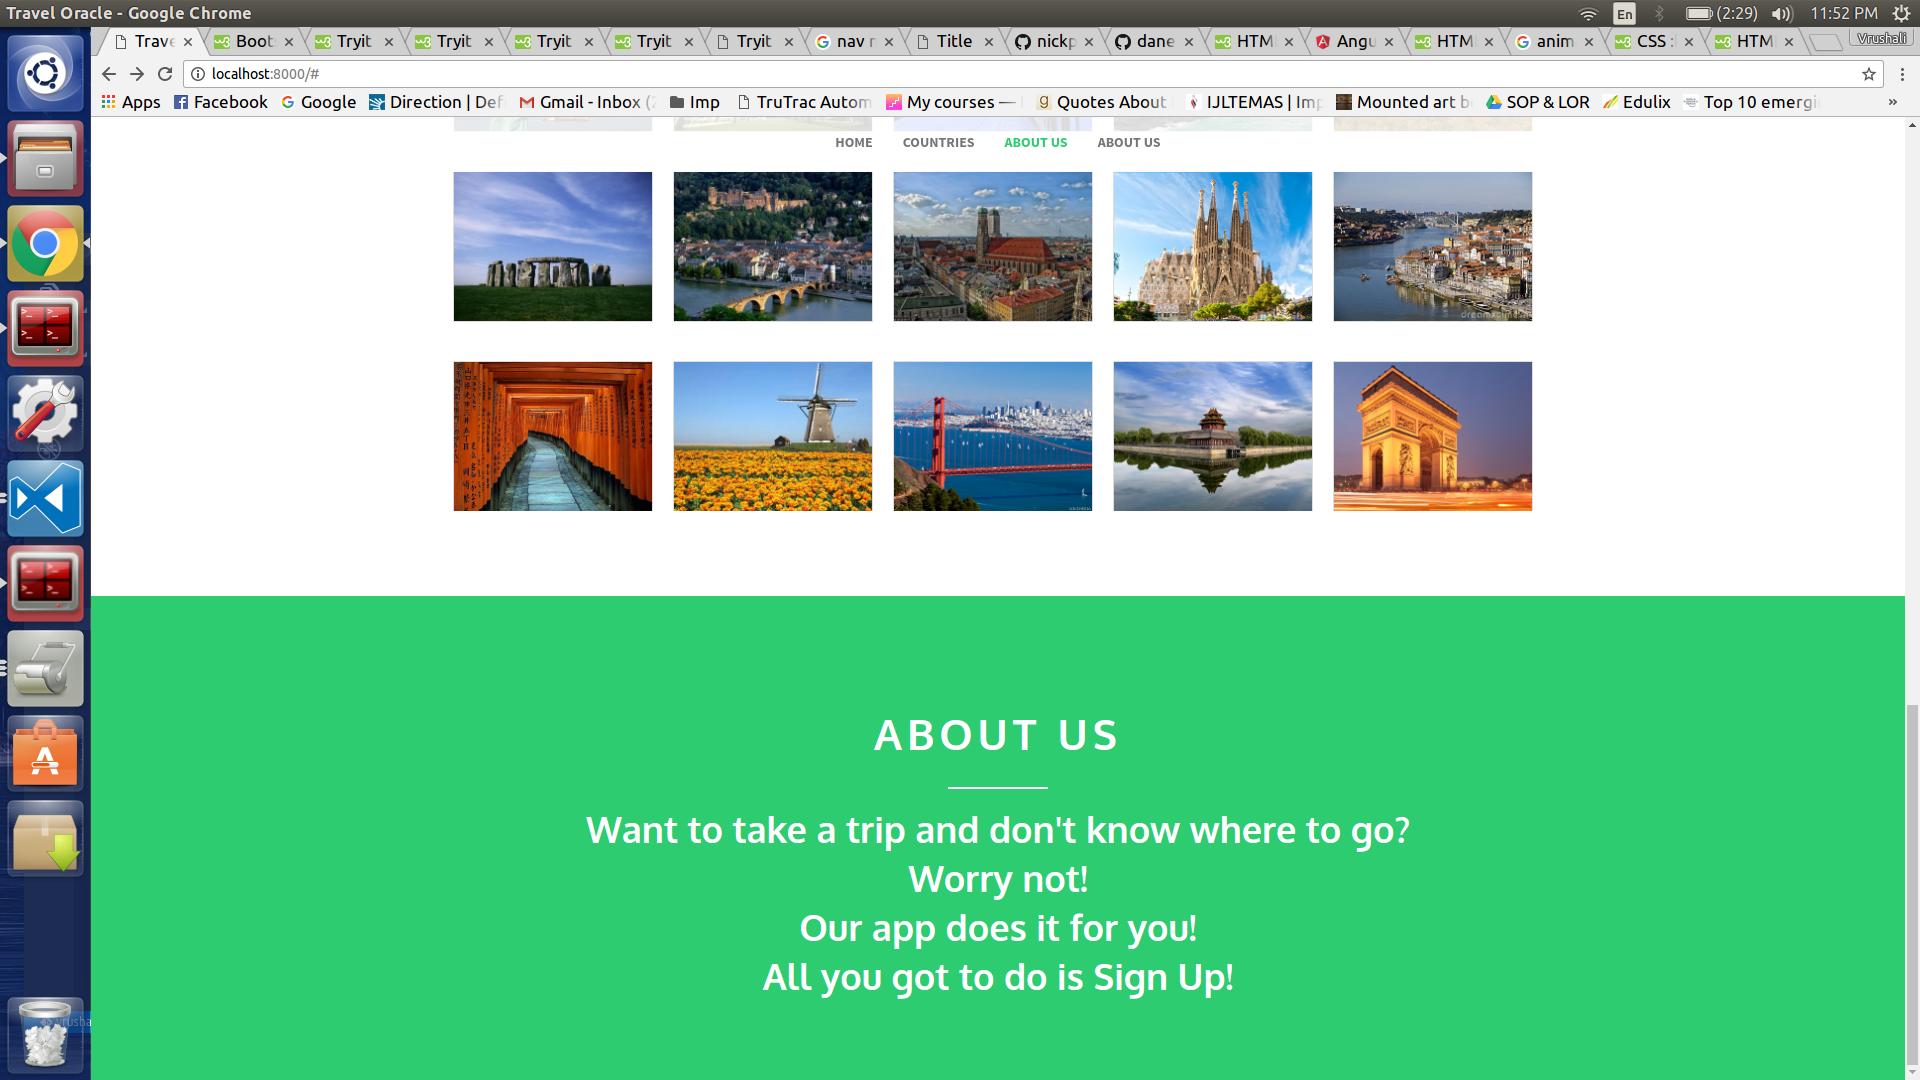 Travel Oracle - Google Chrome
En (2:29) 11:52 PM
Trave Boot Tryit Tryit Tryit Tryit Tryit nav r Title nickp dane HTM Angu HTM anim CSS : HTM Vrushali
localhost:8000/#
Apps Facebook Google Direction | Def Gmail - Inbox ( Imp TruTrac Autom My courses — Quotes About IJLTEMAS | Imp Mounted art b SOP & LOR Edulix Top 10 emergi »
HOME COUNTRIES ABOUT US ABOUT US
ABOUT US
Want to take a trip and don't know where to go?
Worry not!
Our app does it for you!
All you got to do is Sign Up!